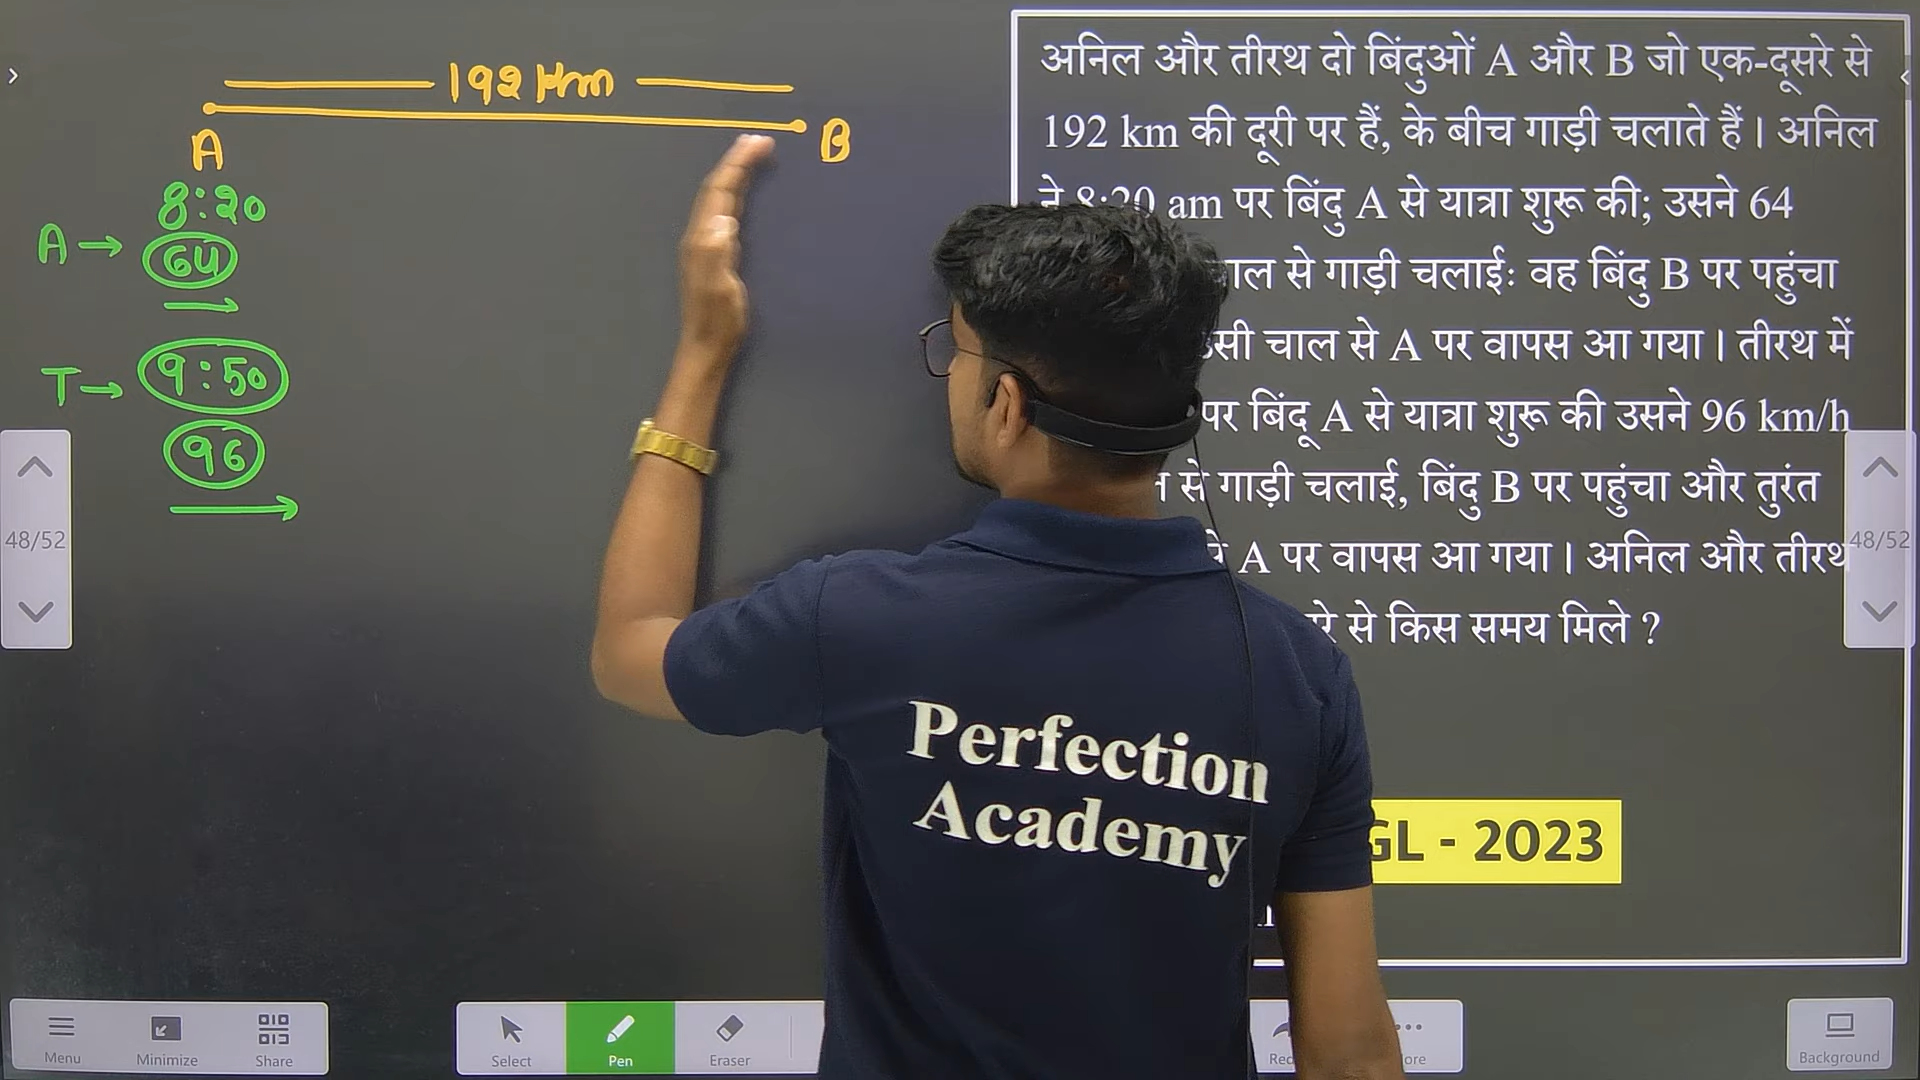 192 Km
A
B
8:20
A → 64
T → 9:50
96
अनिल और तीरथ दो बिंदुओं A और B जो एक-दूसरे से
192 km की दूरी पर हैं, के बीच गाड़ी चलाते हैं। अनिल
ने 8:20 am पर बिंदु A से यात्रा शुरू की; उसने 64
से गाड़ी चलाईः वह बिंदु B पर पहुंचा
चाल से A पर वापस आ गया। तीरथ में
पर बिंदू A से यात्रा शुरू की उसने 96 km/h
से गाड़ी चलाई, बिंदु B पर पहुंचा और तुरंत
A पर वापस आ गया। अनिल और तीरथ
से किस समय मिले ?
GL - 2023
Perfection
Academy
48/52
48/52
Menu
Minimize
Share
Select
Pen
Eraser
Background